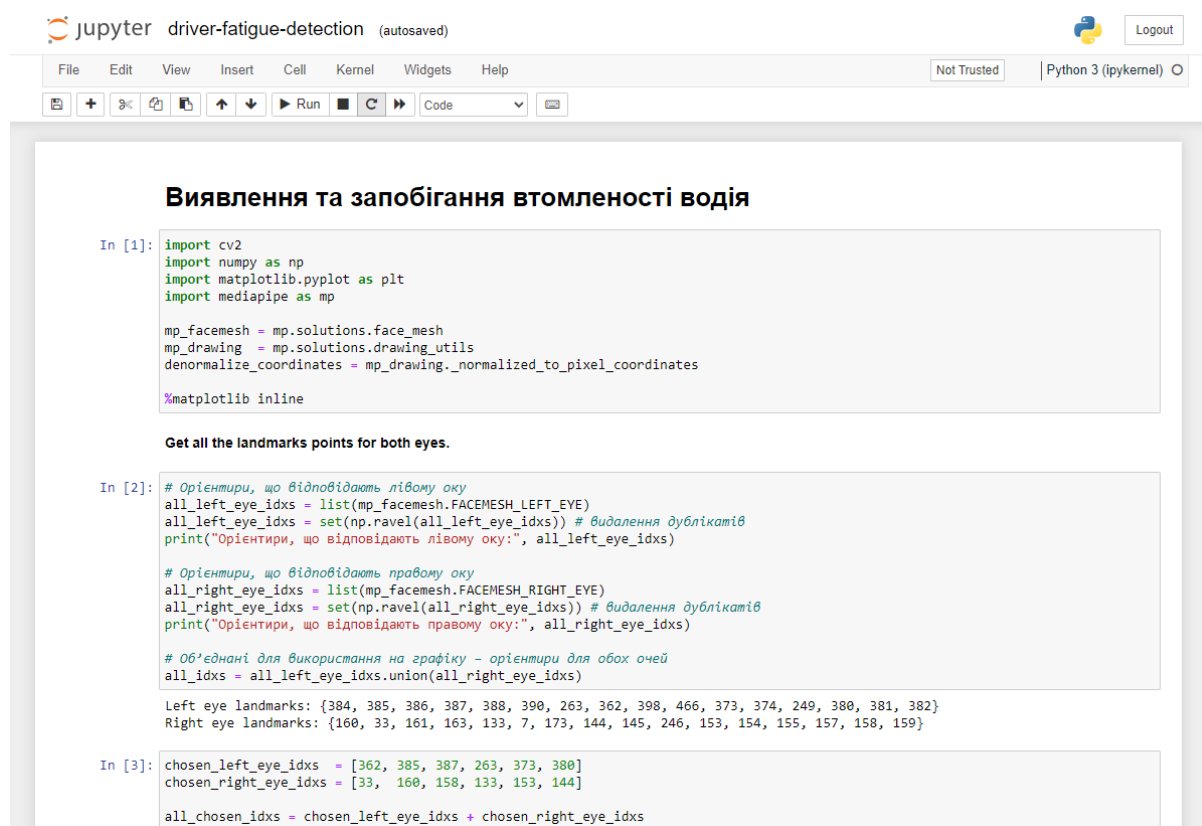 jupyter driver-fatigue-detection (autosaved) Logout
File Edit View Insert Cell Kernel Widgets Help Not Trusted Python 3 (ipykernel)
Run Code
Виявлення та запобігання втомленості водія
In [1]: import cv2
import numpy as np
import matplotlib.pyplot as plt
import mediapipe as mp
mp_facemesh = mp.solutions.face_mesh
mp_drawing  = mp.solutions.drawing_utils
denormalize_coordinates = mp_drawing._normalized_to_pixel_coordinates
%matplotlib inline
Get all the landmarks points for both eyes.
In [2]: # Орієнтири, що відповідають лівому оку
all_left_eye_idxs = list(mp_facemesh.FACEMESH_LEFT_EYE)
all_left_eye_idxs = set(np.ravel(all_left_eye_idxs)) # видалення дублікатів
print("Орієнтири, що відповідають лівому оку:", all_left_eye_idxs)
# Орієнтири, що відповідають правому оку
all_right_eye_idxs = list(mp_facemesh.FACEMESH_RIGHT_EYE)
all_right_eye_idxs = set(np.ravel(all_right_eye_idxs)) # видалення дублікатів
print("Орієнтири, що відповідають правому оку:", all_right_eye_idxs)
# Об’єднані для використання на графіку – орієнтири для обох очей
all_idxs = all_left_eye_idxs.union(all_right_eye_idxs)
Left eye landmarks: {384, 385, 386, 387, 388, 390, 263, 362, 398, 466, 373, 374, 249, 380, 381, 382}
Right eye landmarks: {160, 33, 161, 163, 133, 7, 173, 144, 145, 246, 153, 154, 155, 157, 158, 159}
In [3]: chosen_left_eye_idxs  = [362, 385, 387, 263, 373, 380]
chosen_right_eye_idxs = [33,  160, 158, 133, 153, 144]
all_chosen_idxs = chosen_left_eye_idxs + chosen_right_eye_idxs